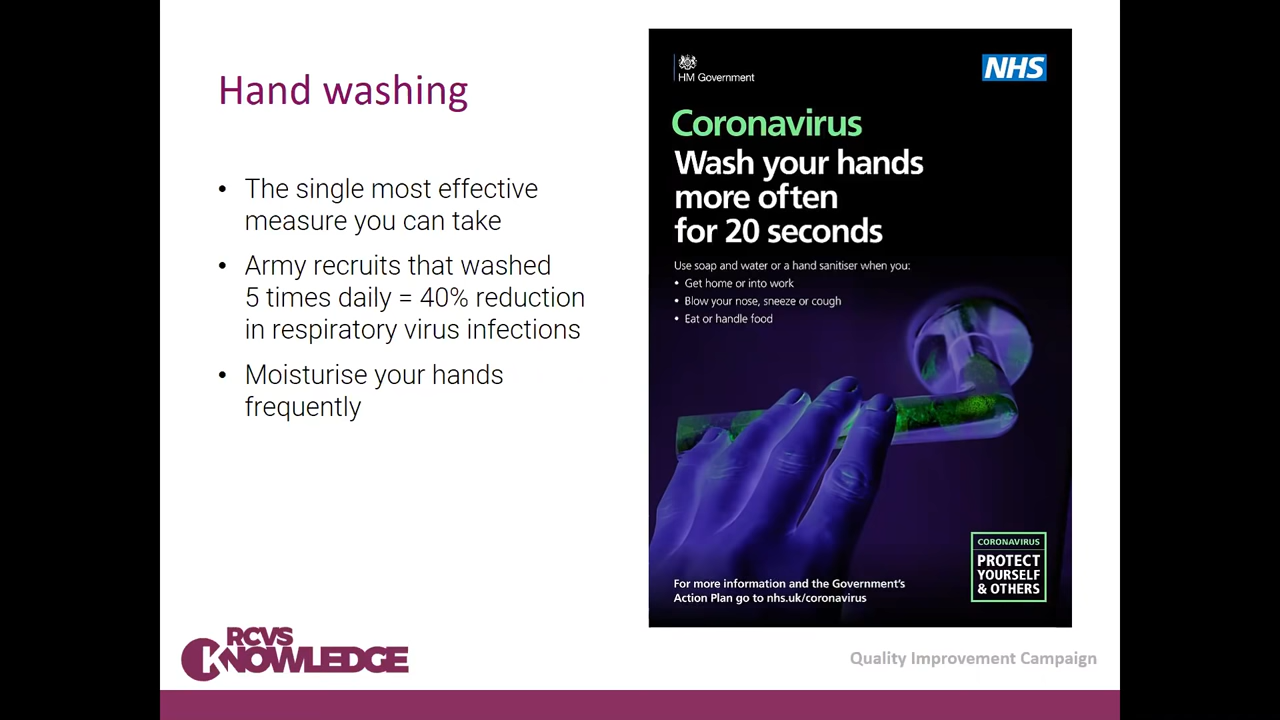 Hand washing
• The single most effective
measure you can take
• Army recruits that washed
5 times daily = 40% reduction
in respiratory virus infections
• Moisturise your hands
frequently
HM Government
NHS
Coronavirus
Wash your hands
more often
for 20 seconds
Use soap and water or a hand sanitiser when you:
• Get home or into work
• Blow your nose, sneeze or cough
• Eat or handle food
For more information and the Government's
Action Plan go to nhs.uk/coronavirus
CORONAVIRUS
PROTECT
YOURSELF
& OTHERS
RCVS
KNOWLEDGE
Quality Improvement Campaign